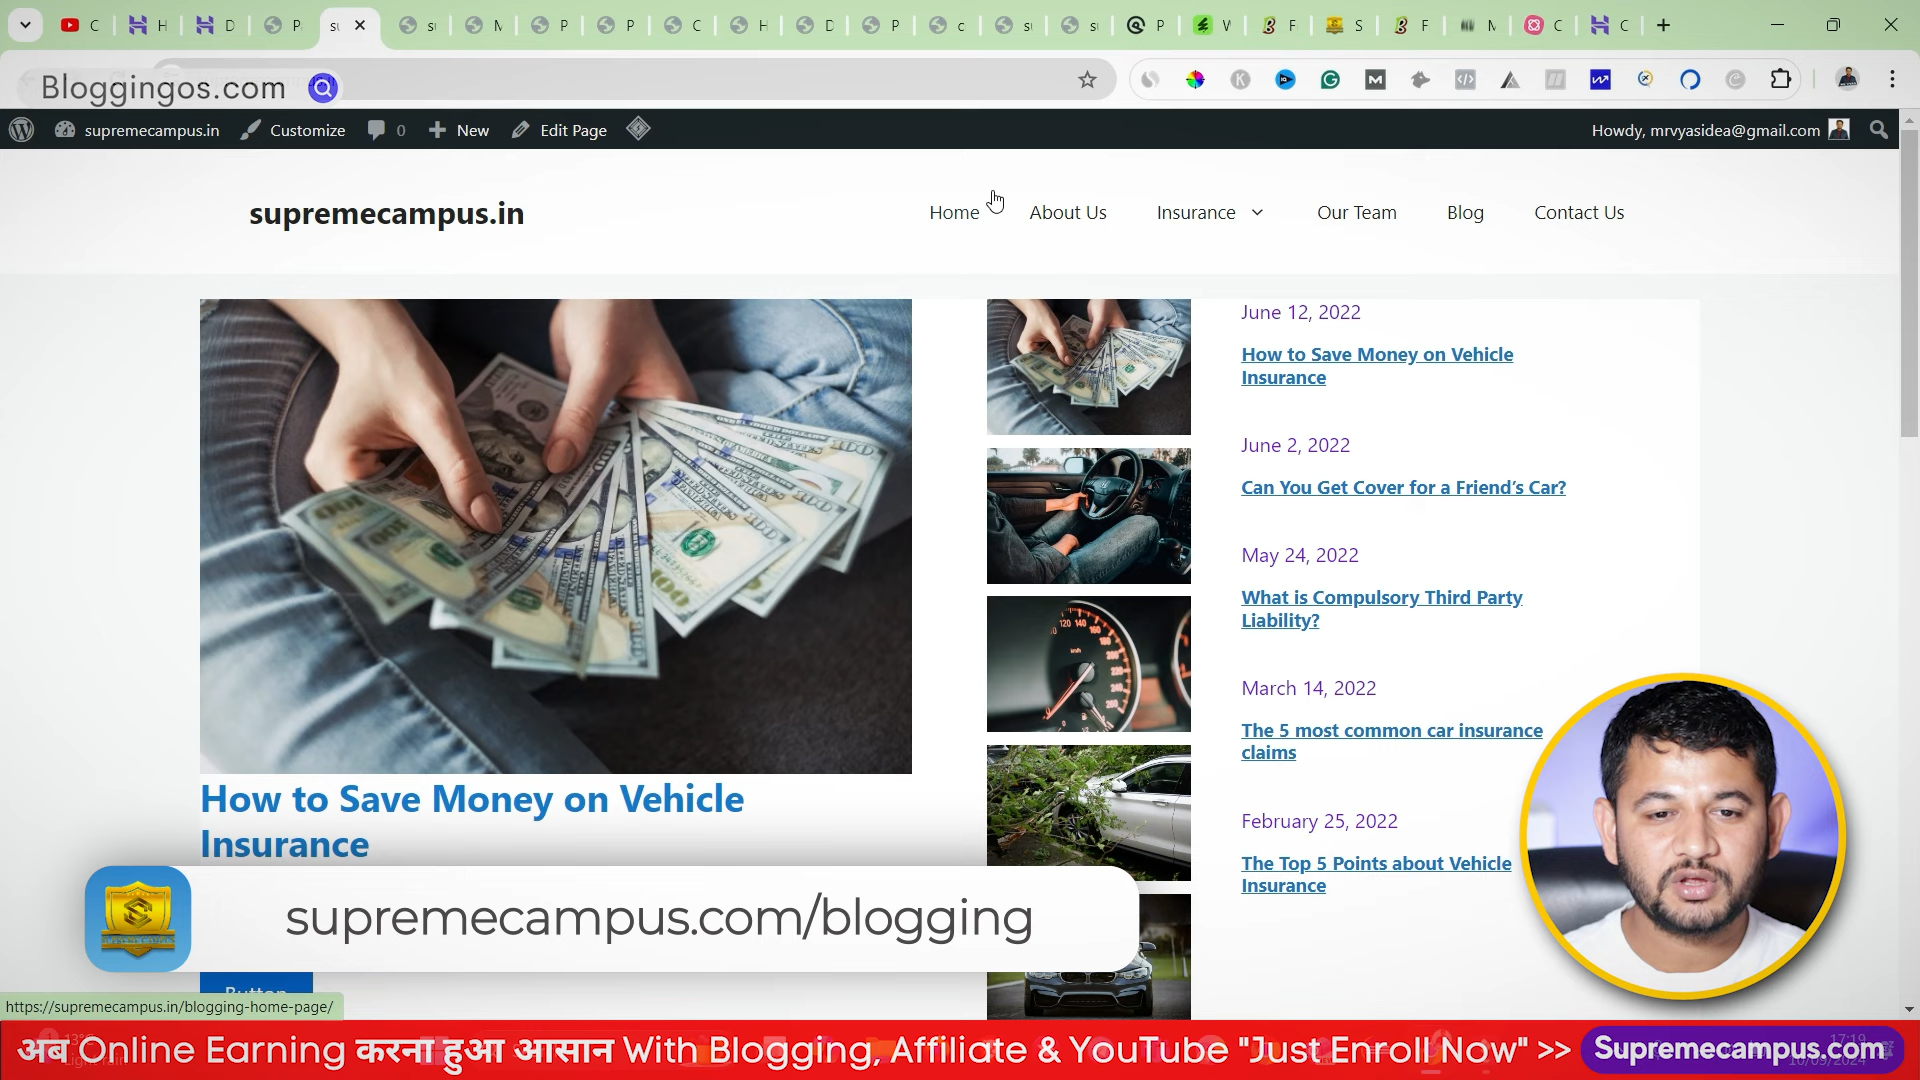 Bloggingos.com
supremecampus.in
Customize
0
New
Edit Page
Howdy, mrvyasidea@gmail.com
supremecampus.in
Home
About Us
Insurance
Our Team
Blog
Contact Us
June 12, 2022
How to Save Money on Vehicle
Insurance
June 2, 2022
Can You Get Cover for a Friend's Car?
May 24, 2022
What is Compulsory Third Party
Liability?
March 14, 2022
The 5 most common car insurance
claims
February 25, 2022
The Top 5 Points about Vehicle
Insurance
How to Save Money on Vehicle
Insurance
supremecampus.com/blogging
Button
https://supremecampus.in/blogging-home-page/
अब Online Earning करना हुआ आसान With Blogging, Affiliate & YouTube "Just Enroll Now" >>
Supremecampus.com